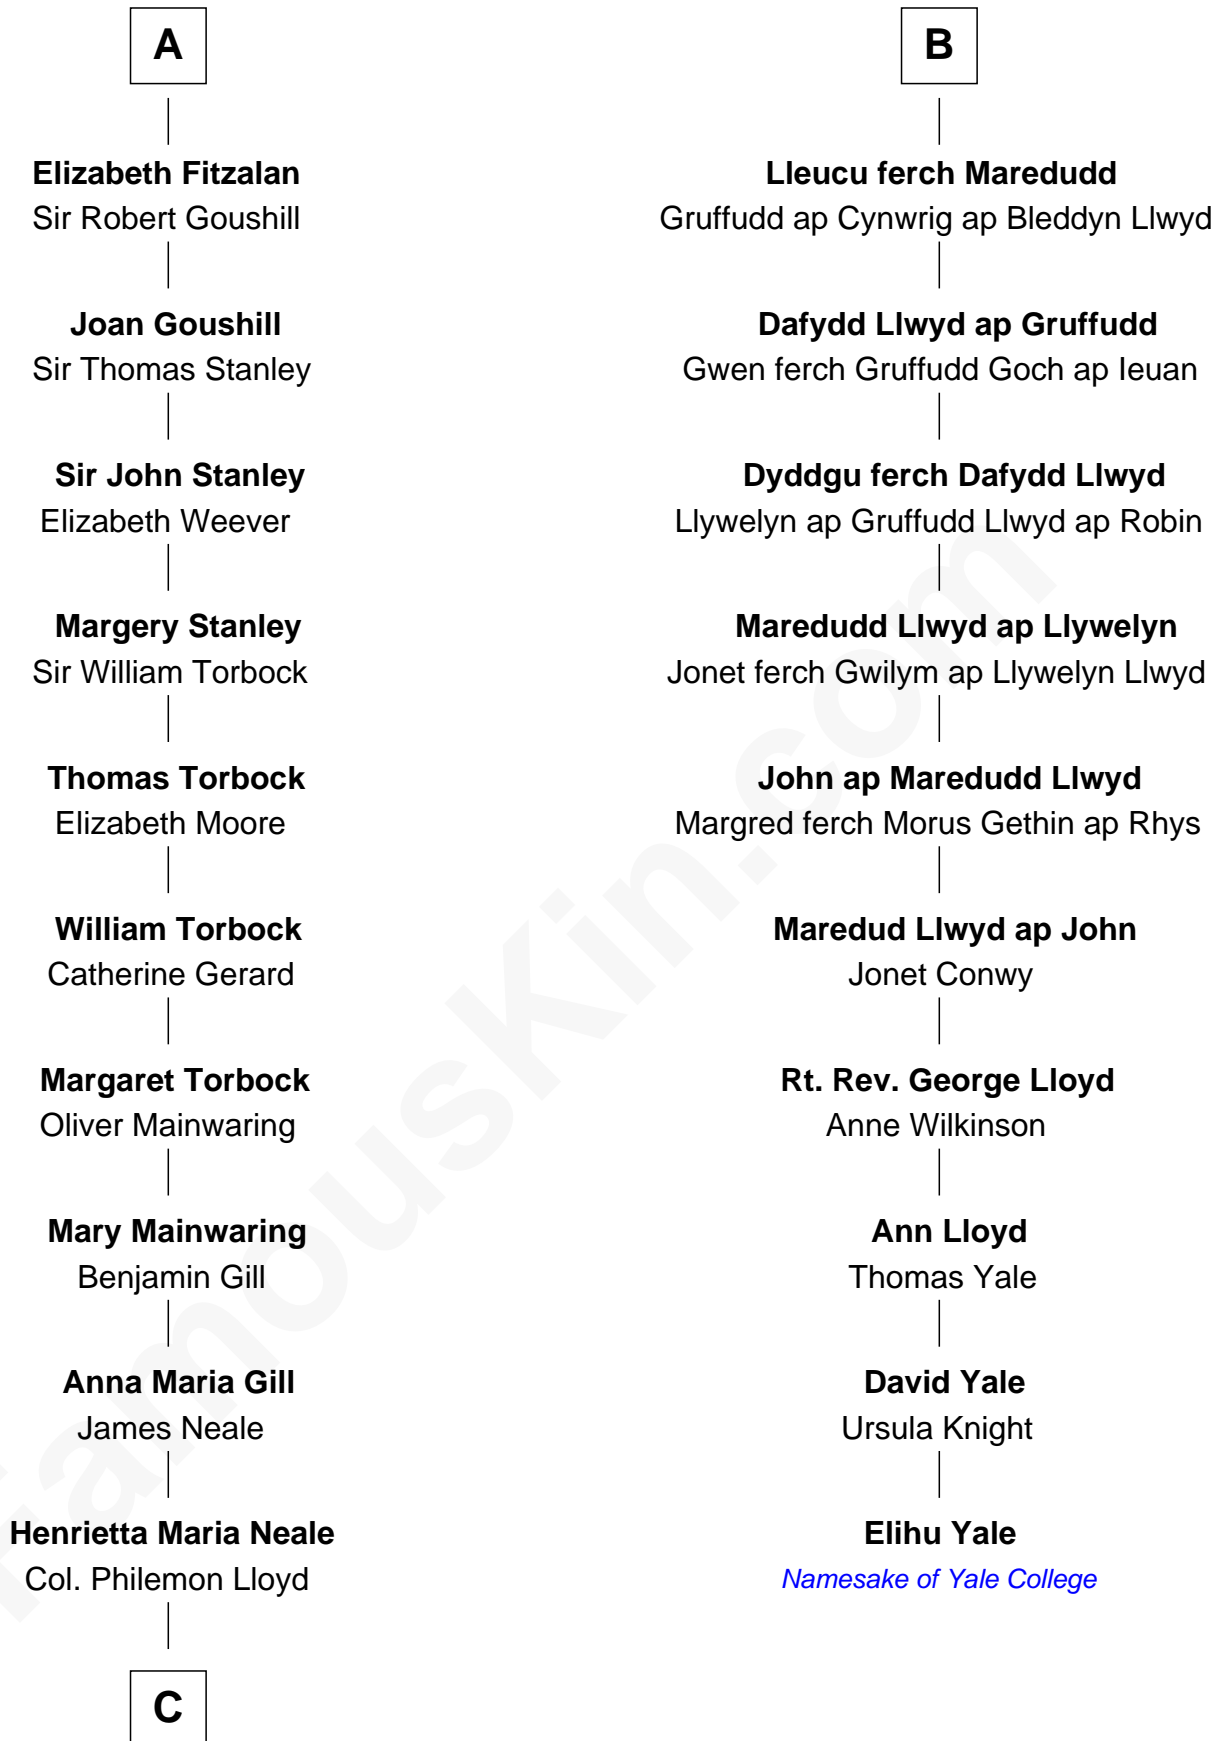 A
Elizabeth Fitzalan
Sir Robert Goushill
Joan Goushill
Sir Thomas Stanley
Sir John Stanley
Elizabeth Weever
Margery Stanley
Sir William Torbock
Thomas Torbock
Elizabeth Moore
William Torbock
Catherine Gerard
Margaret Torbock
Oliver Mainwaring
Mary Mainwaring
Benjamin Gill
Anna Maria Gill
James Neale
Henrietta Maria Neale
Col. Philemon Lloyd
C
B
Lleucu ferch Maredudd
Gruffudd ap Cynwrig ap Bleddyn Llwyd
Dafydd Llwyd ap Gruffudd
Gwen ferch Gruffudd Goch ap Ieuan
Dyddgu ferch Dafydd Llwyd
Llywelyn ap Gruffudd Llwyd ap Robin
Maredudd Llwyd ap Llywelyn
Jonet ferch Gwilym ap Llywelyn Llwyd
John ap Maredudd Llwyd
Margred ferch Morus Gethin ap Rhys
Maredud Llwyd ap John
Jonet Conwy
Rt. Rev. George Lloyd
Anne Wilkinson
Ann Lloyd
Thomas Yale
David Yale
Ursula Knight
Elihu Yale
Namesake of Yale College
FamousKin.com